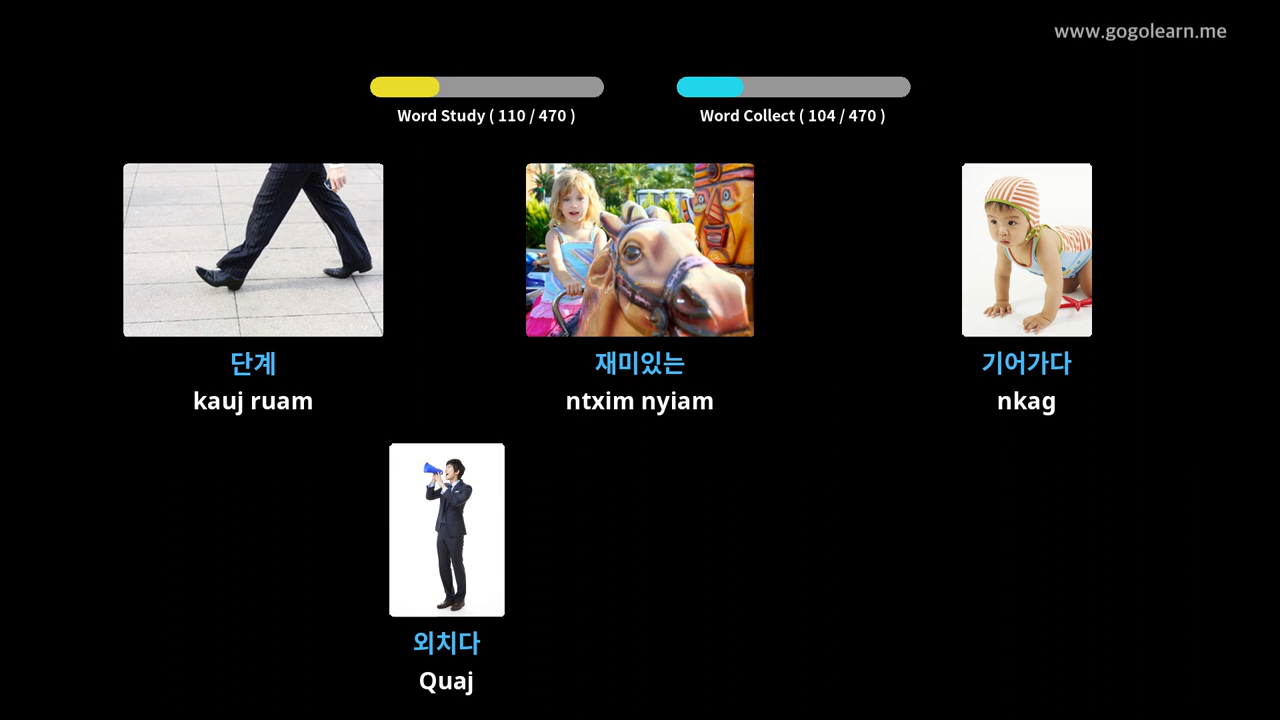 www.gogolearn.me
Word Study ( 110 / 470 )
Word Collect ( 104 / 470 )
단계
kauj ruam
재미있는
ntxim nyiam
기어가다
nkag
외치다
Quaj